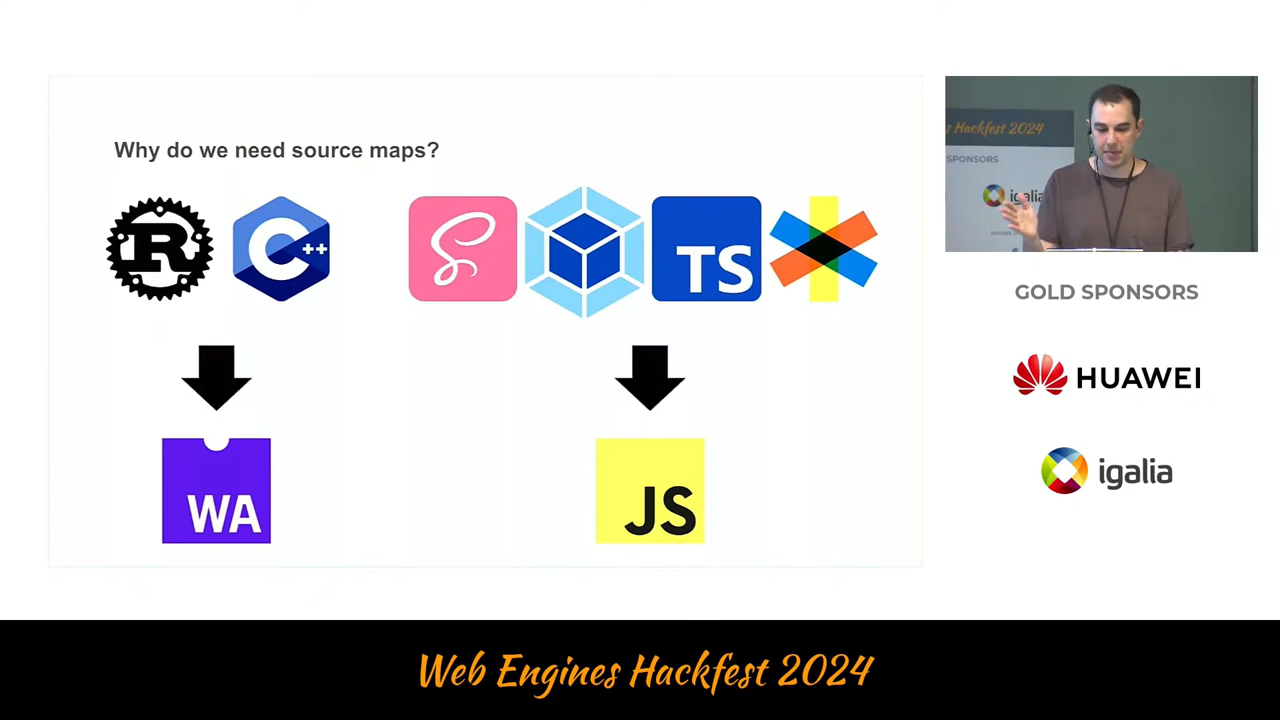 Why do we need source maps?
R
C++
TS
WA
JS
s Hackfest 2024
SPONSORS
igalia
GOLD SPONSORS
HUAWEI
igalia
Web Engines Hackfest 2024